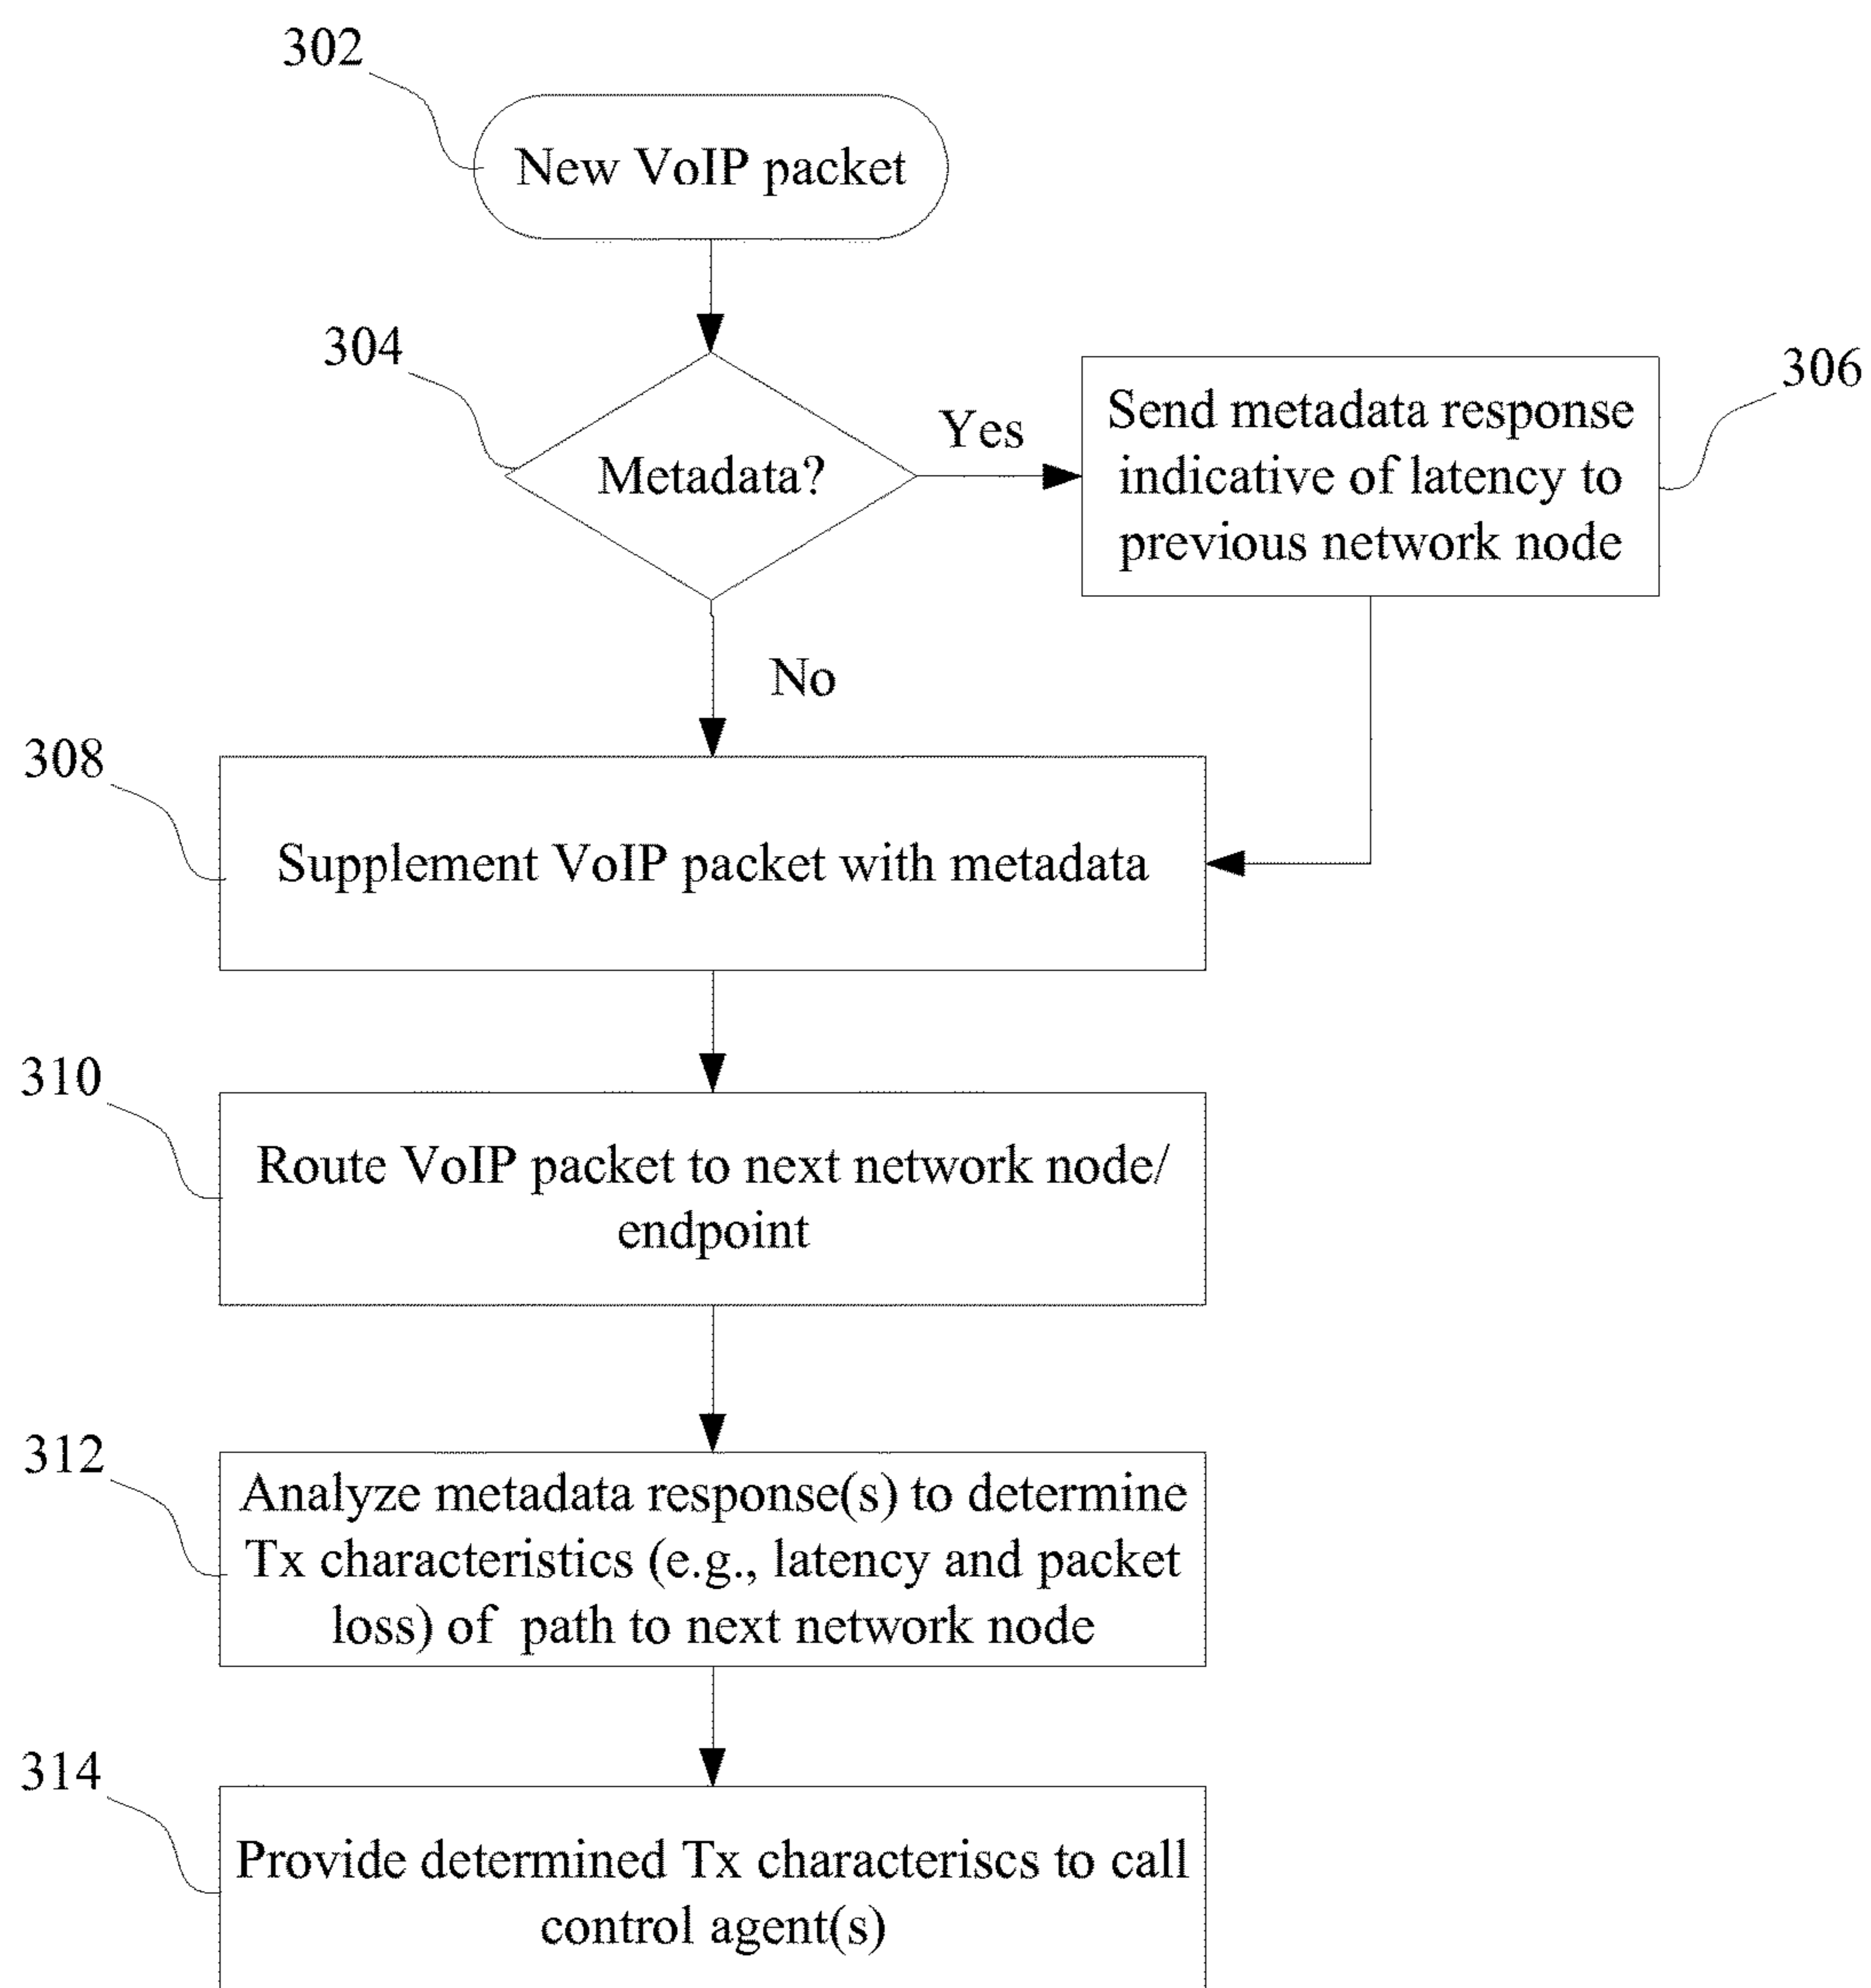 302
New VoIP packet
304
Metadata?
Yes
Send metadata response
indicative of latency to
previous network node
306
No
308
Supplement VoIP packet with metadata
310
Route VoIP packet to next network node/
endpoint
312
Analyze metadata response(s) to determine
Tx characteristics (e.g., latency and packet
loss) of path to next network node
314
Provide determined Tx characteriscs to call
control agent(s)